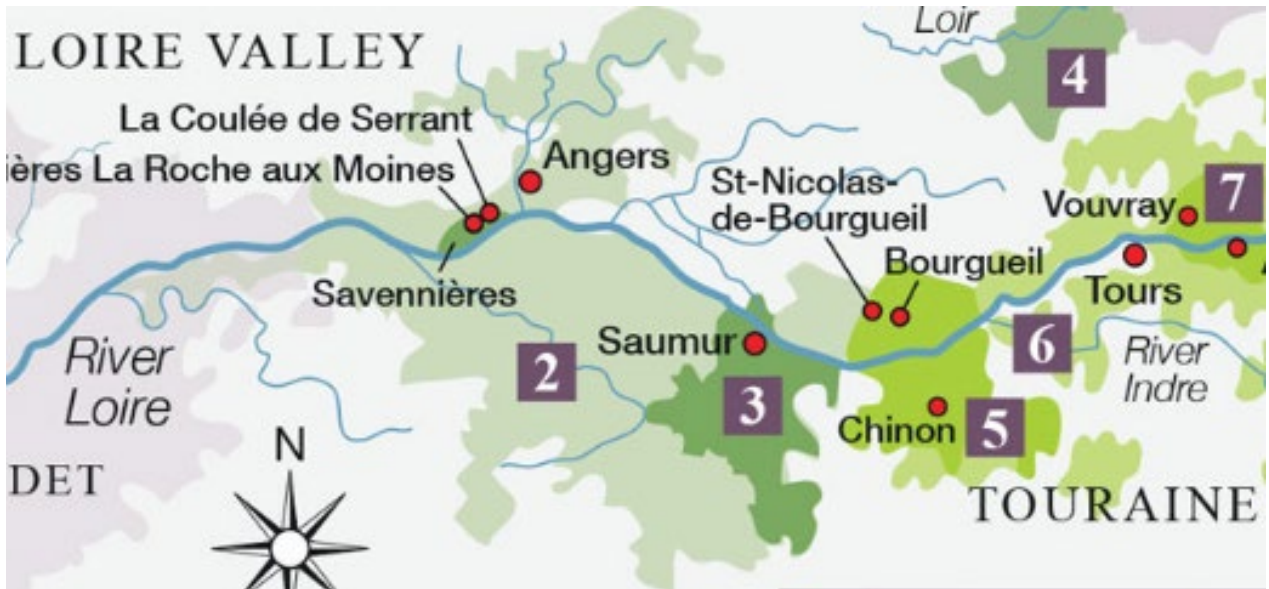 LOIRE VALLEY
Loir
4
La Coulée de Serrant
ières La Roche aux Moines
Angers
St-Nicolas-
de-Bourgueil
Vouvray
7
Savennières
Bourgueil
Tours
Saumur
2
6
River
Indre
River
Loire
3
Chinon
5
N
DET
TOURAINE